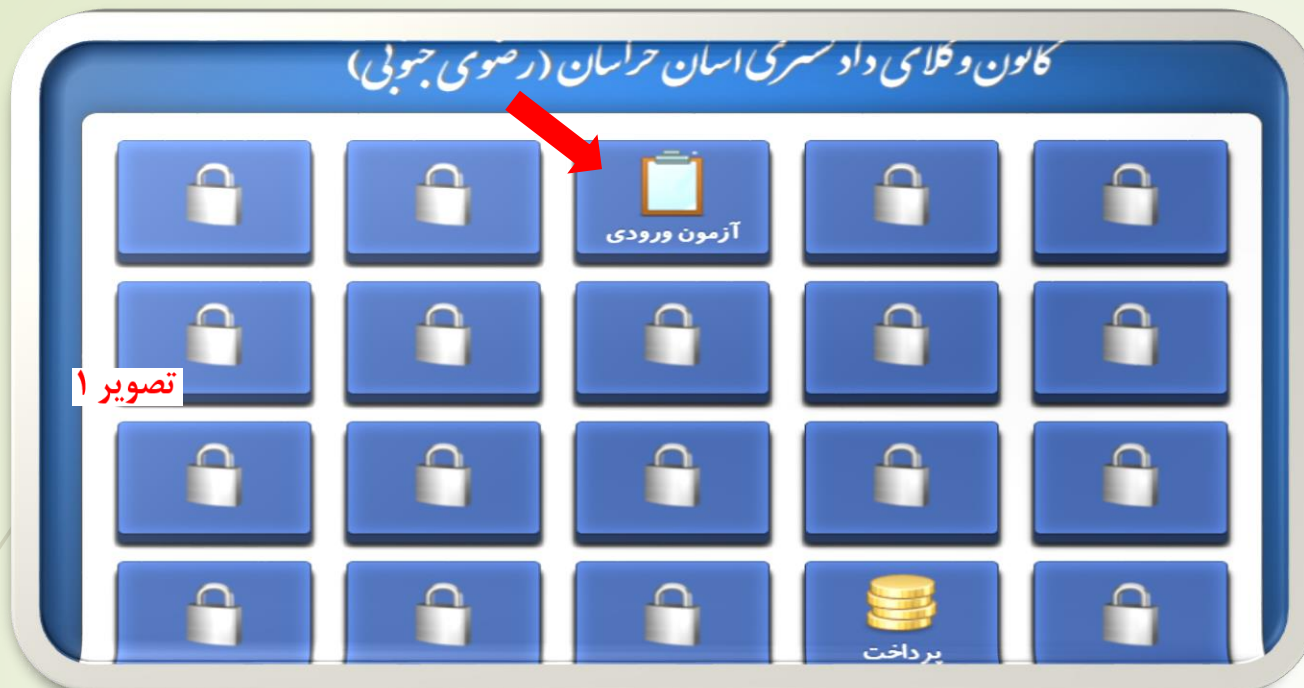 کانون وکلای دادگستری استان خراسان (رضوی جنوبی)
آزمون ورودی
تصویر ۱
پرداخت